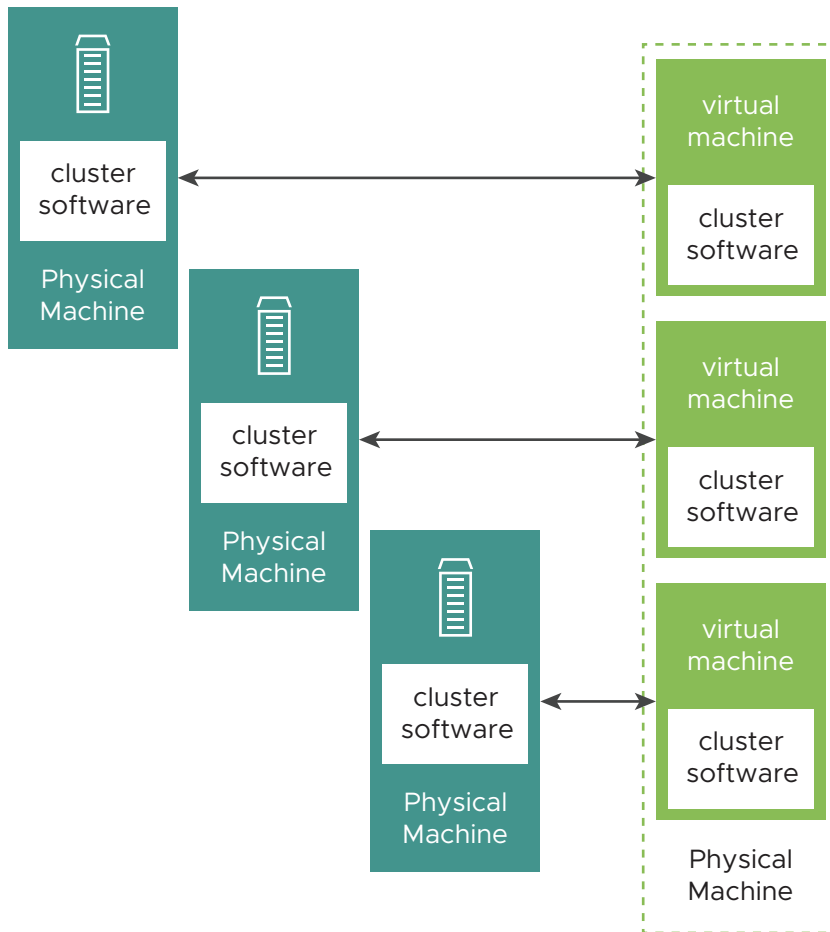 cluster
software
Physical
Machine
cluster
software
Physical
Machine
cluster
software
Physical
Machine
virtual
machine
cluster
software
virtual
machine
cluster
software
virtual
machine
cluster
software
Physical
Machine